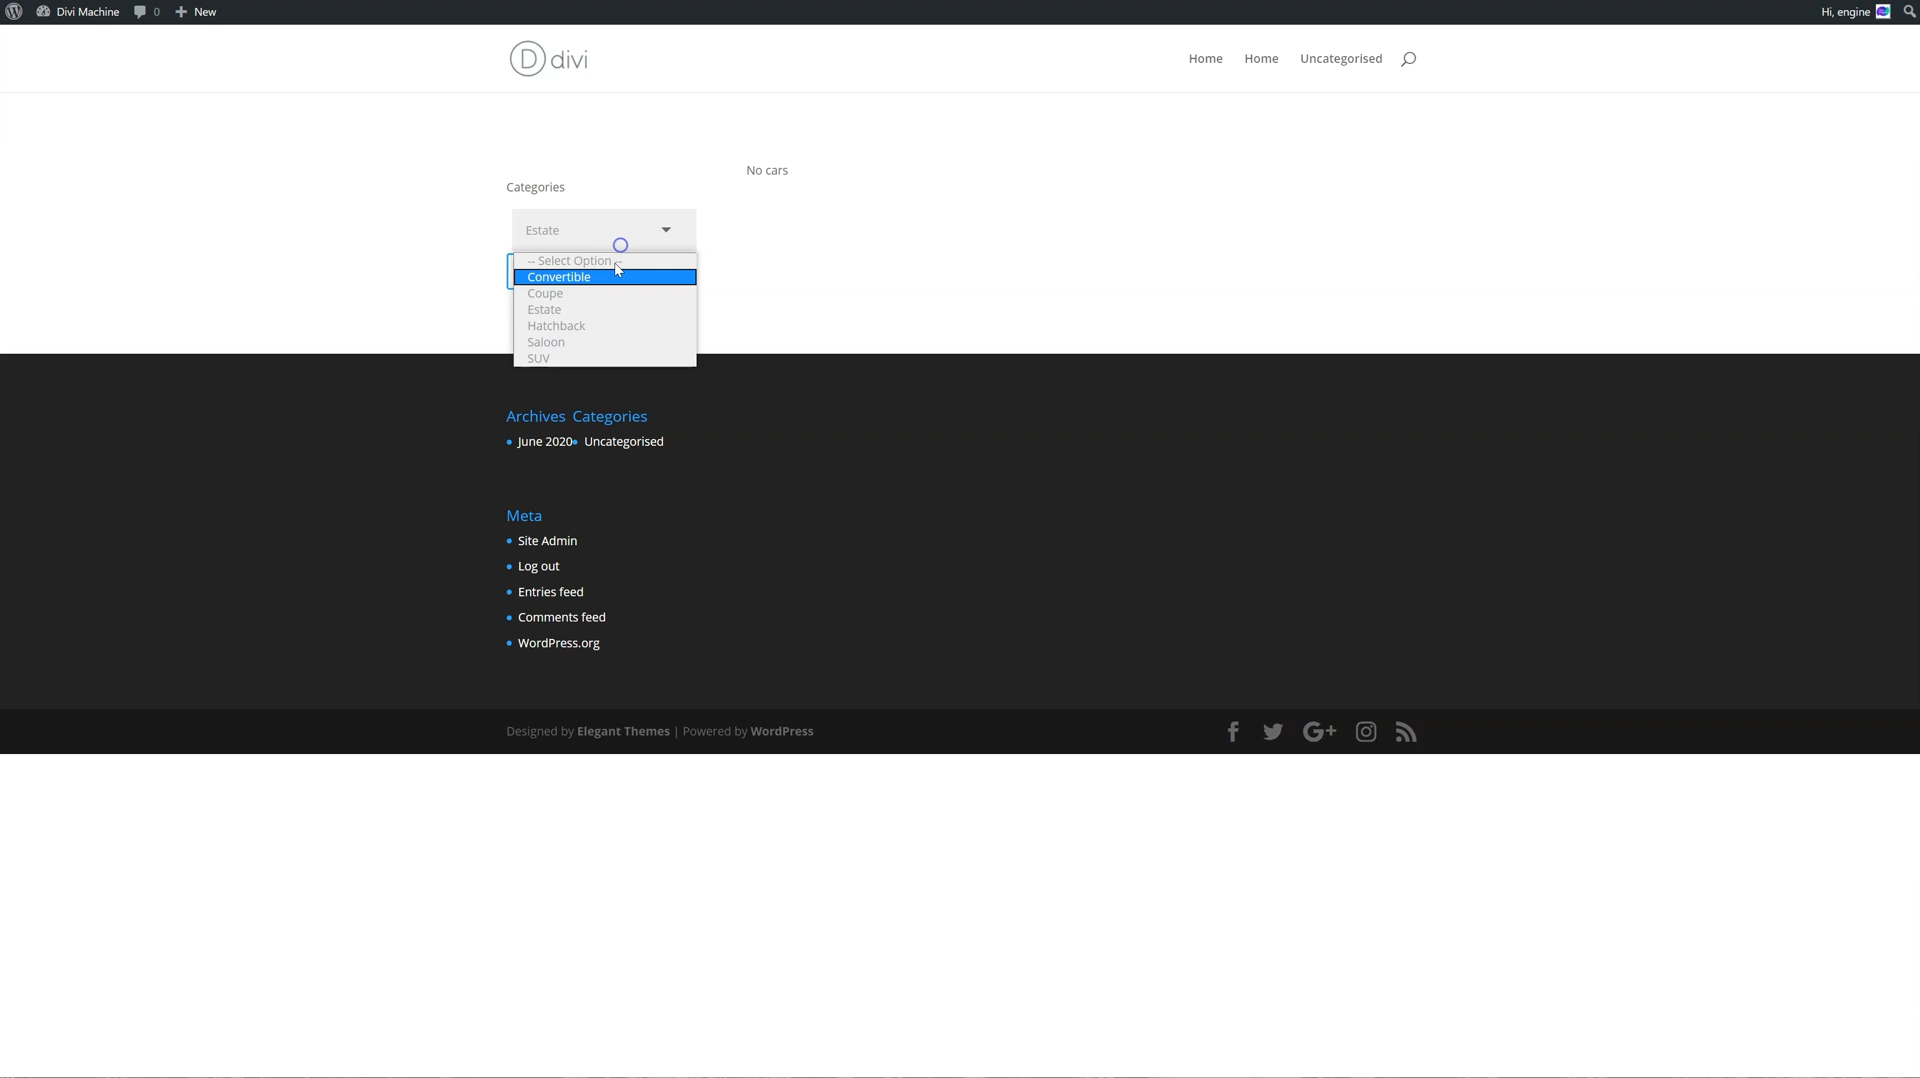 Divi Machine 0 New Hi, engine
D divi Home Home Uncategorised
No cars
Categories
Estate
-- Select Option --
Convertible
Coupe
Estate
Hatchback
Saloon
SUV
Archives Categories
June 2020 Uncategorised
Meta
Site Admin
Log out
Entries feed
Comments feed
WordPress.org
Designed by Elegant Themes | Powered by WordPress G+